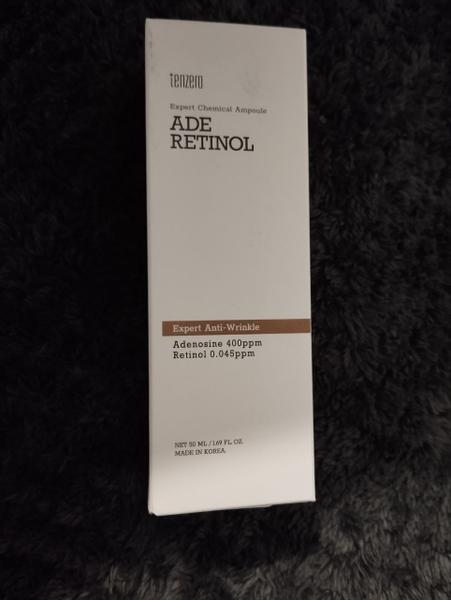 tenzero
Expert Chemical Ampoule
ADE
RETINOL
Expert Anti-Wrinkle
Adenosine 400ppm
Retinol 0.045ppm
NET 50 ML / 1.69 FL. OZ.
MADE IN KOREA